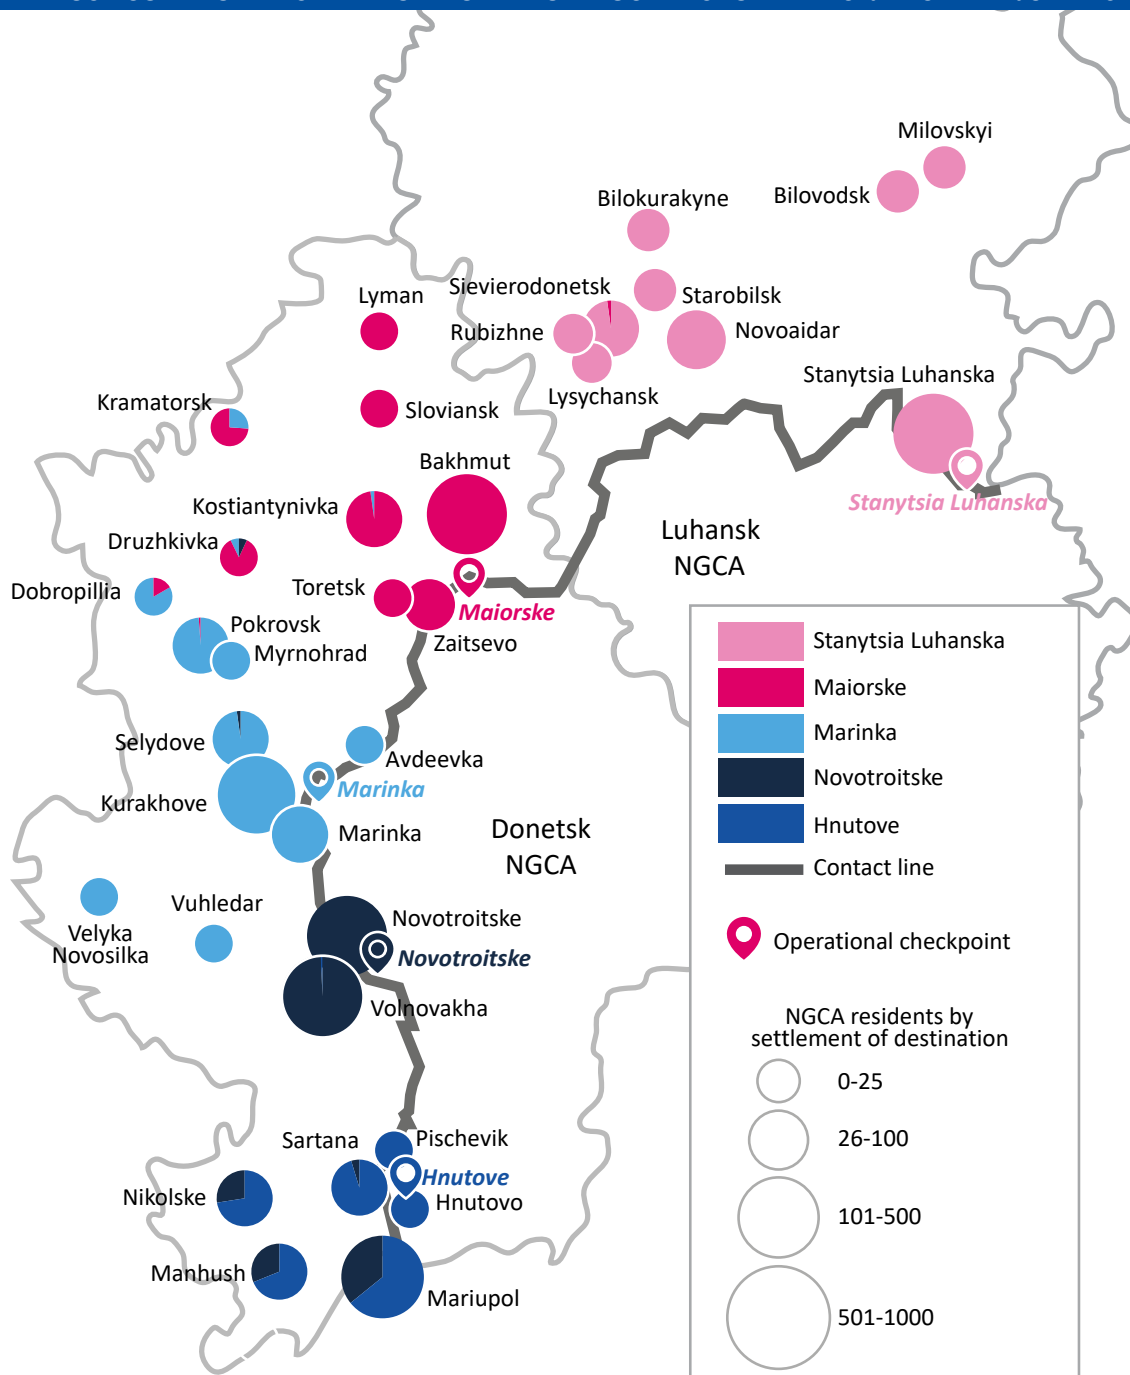 Milovskyi
Bilovodsk
Bilokurakyne
Sievierodonetsk
Starobilsk
Lyman
Rubizhne
Novoaidar
Lysychansk
Stanytsia Luhanska
Kramatorsk
Sloviansk
Bakhmut
Kostiantynivka
Stanytsia Luhanska
Luhansk
NGCA
Druzhkivka
Dobropillia
Toretsk
Maiorske
Pokrovsk
Zaitsevo
Myrnohrad
Selydove
Avdeevka
Marinka
Kurakhove
Marinka
Donetsk
NGCA
Vuhledar
Velyka
Novosilka
Novotroitske
Novotroitske
Volnovakha
Sartana
Pischevik
Hnutove
Nikolske
Hnutovo
Manhush
Mariupol
Stanytsia Luhanska
Maiorske
Marinka
Novotroitske
Hnutove
Contact line
Operational checkpoint
NGCA residents by
settlement of destination
0-25
26-100
101-500
501-1000